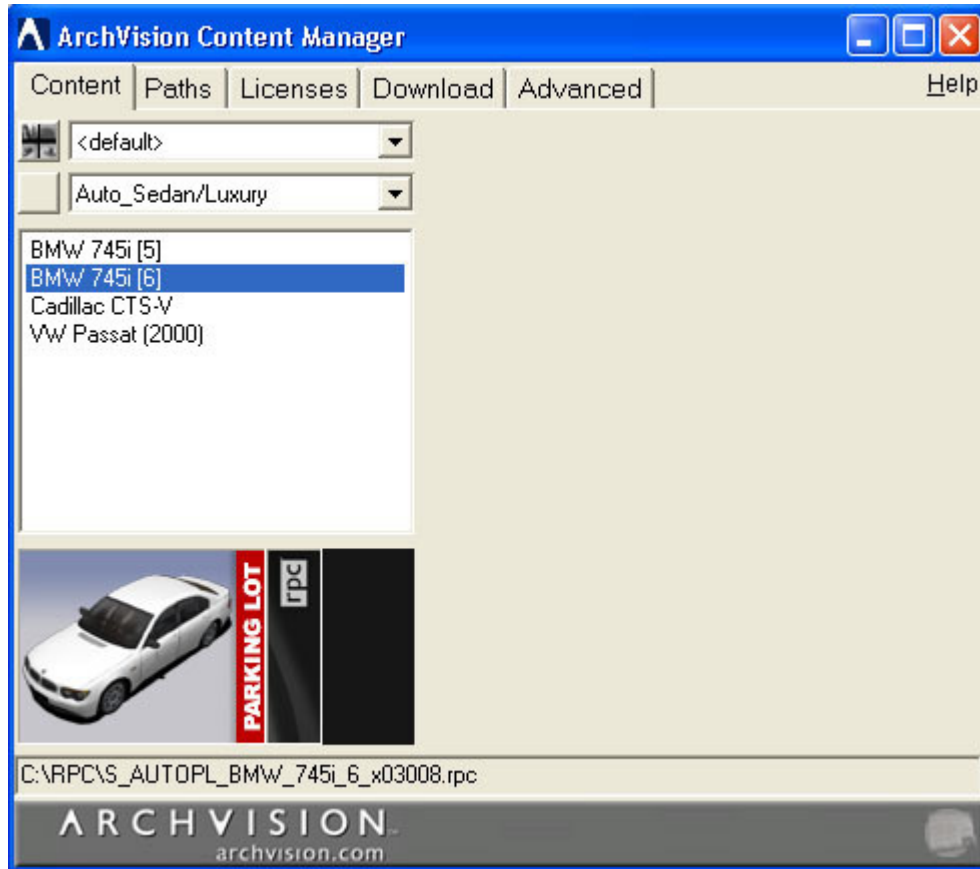 ArchVision Content Manager
Content Paths Licenses Download Advanced Help
<default>
Auto_Sedan/Luxury
BMW 745i [5]
BMW 745i [6]
Cadillac CTS-V
VW Passat (2000)
PARKING LOT
rpc
C:\RPC\S_AUTOPL_BMW_745i_6_x03008.rpc
ARCHVISION
archvision.com